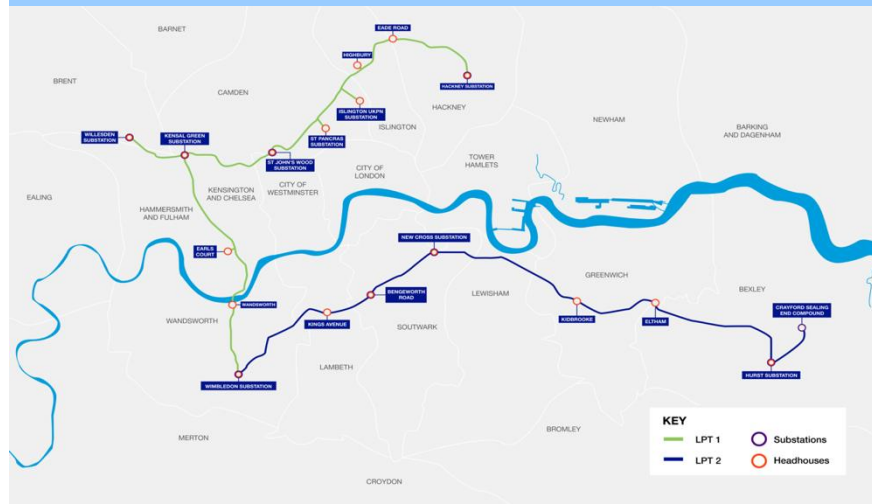 EADE ROAD
BARNET
HIGHBURY
BRENT
HACKNEY SUBSTATION
CAMDEN
HACKNEY
ISLINGTON UKPN
SUBSTATION
NEWHAM
BARKING
AND DAGENHAM
WILLESDEN
SUBSTATION
KENSAL GREEN
SUBSTATION
ISLINGTON
ST PANCRAS
SUBSTATION
ST JOHN'S WOOD
SUBSTATION
TOWER
HAMLETS
CITY OF
LONDON
EALING
KENSINGTON
AND CHELSEA
CITY OF
WESTMINSTER
HAMMERSMITH
AND FULHAM
NEW CROSS SUBSTATION
EARLS
COURT
GREENWICH
BEXLEY
BENGEWORTH
ROAD
LEWISHAM
WANDSWORTH
CRAYFORD SEALING
END COMPOUND
WANDSWORTH
KINGS AVENUE
KIDBROOKE
ELTHAM
SOUTWARK
LAMBETH
HURST SUBSTATION
WIMBLEDON SUBSTATION
MERTON
BROMLEY
CROYDON
KEY
LPT 1
Substations
LPT 2
Headhouses